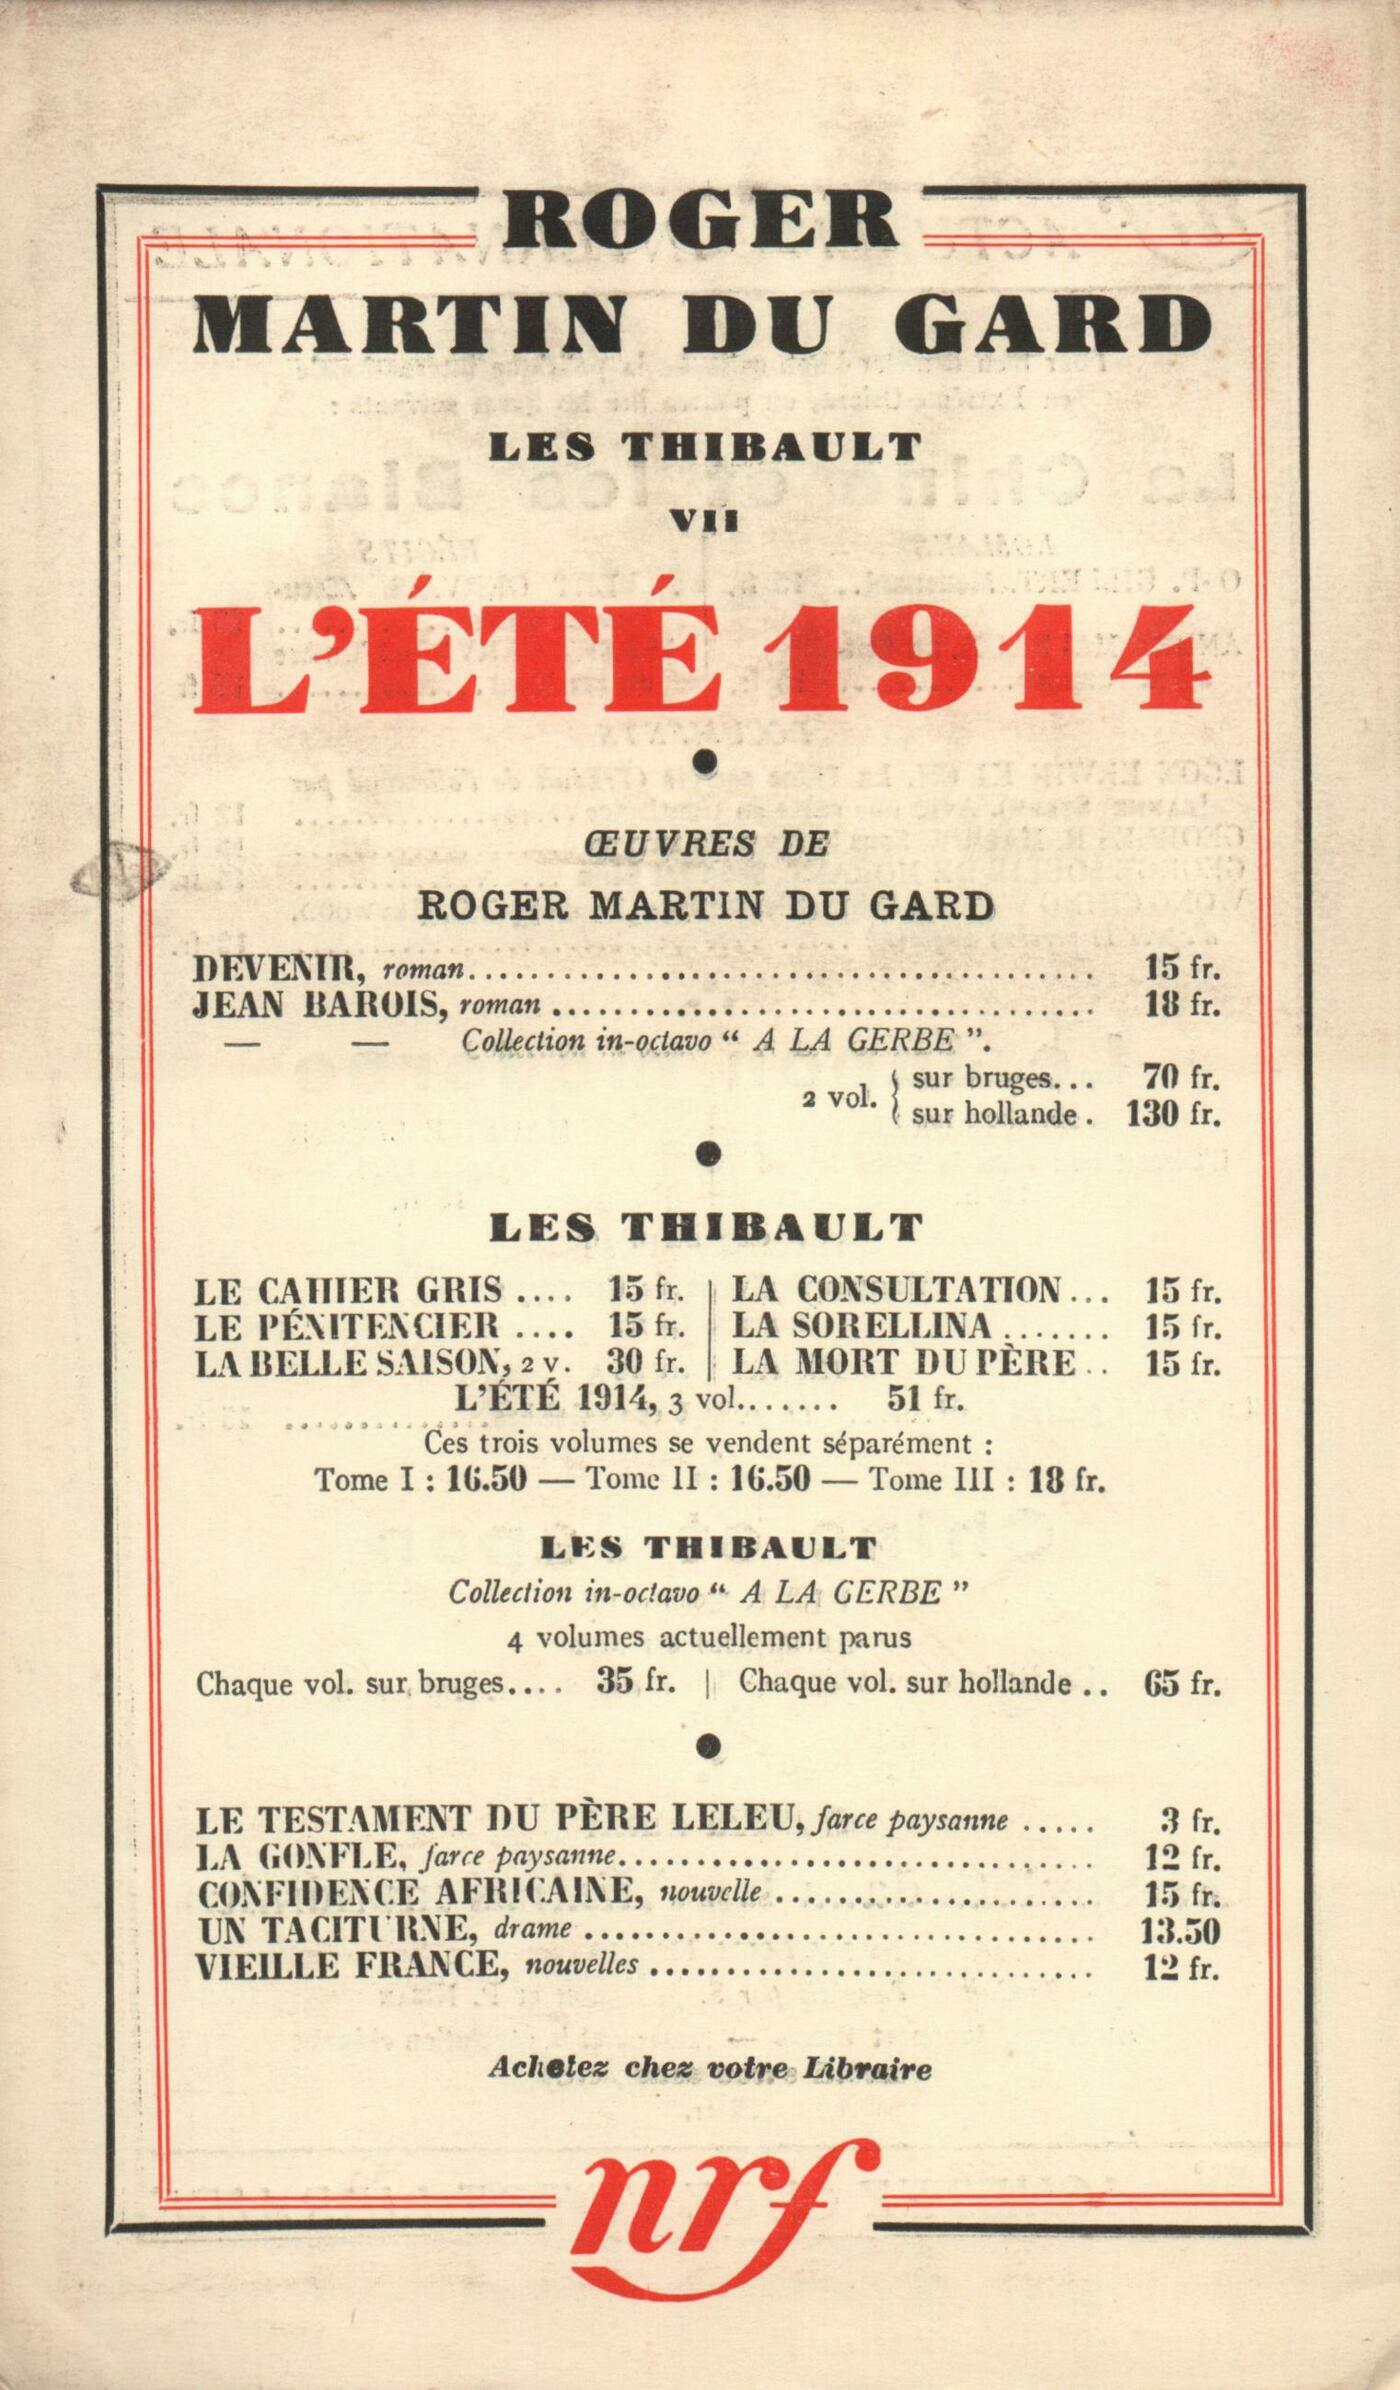 ROGER
MARTIN DU GARD
LES THIBAULT
VII
L'ÉTÉ 1914
ŒUVRES DE
ROGER MARTIN DU GARD
DEVENIR, roman........................................ 15 fr.
JEAN BAROIS, roman ................................... 18 fr.
— — Collection in-octavo “ A LA GERBE ”.
2 vol. { sur bruges... 70 fr.
sur hollande . 130 fr.
LES THIBAULT
LE CAHIER GRIS .... 15 fr. | LA CONSULTATION... 15 fr.
LE PÉNITENCIER .... 15 fr. | LA SORELLINA ....... 15 fr.
LA BELLE SAISON, 2 v. 30 fr. | LA MORT DU PÈRE .. 15 fr.
L'ÉTÉ 1914, 3 vol....... 51 fr.
Ces trois volumes se vendent séparément :
Tome I : 16.50 — Tome II : 16.50 — Tome III : 18 fr.
LES THIBAULT
Collection in-octavo “ A LA GERBE ”
4 volumes actuellement parus
Chaque vol. sur bruges.... 35 fr. | Chaque vol. sur hollande .. 65 fr.
LE TESTAMENT DU PÈRE LELEU, farce paysanne ..... 3 fr.
LA GONFLE, farce paysanne............................... 12 fr.
CONFIDENCE AFRICAINE, nouvelle ..................... 15 fr.
UN TACITURNE, drame ................................. 13.50
VIEILLE FRANCE, nouvelles ............................. 12 fr.
Achetez chez votre Libraire
nrf